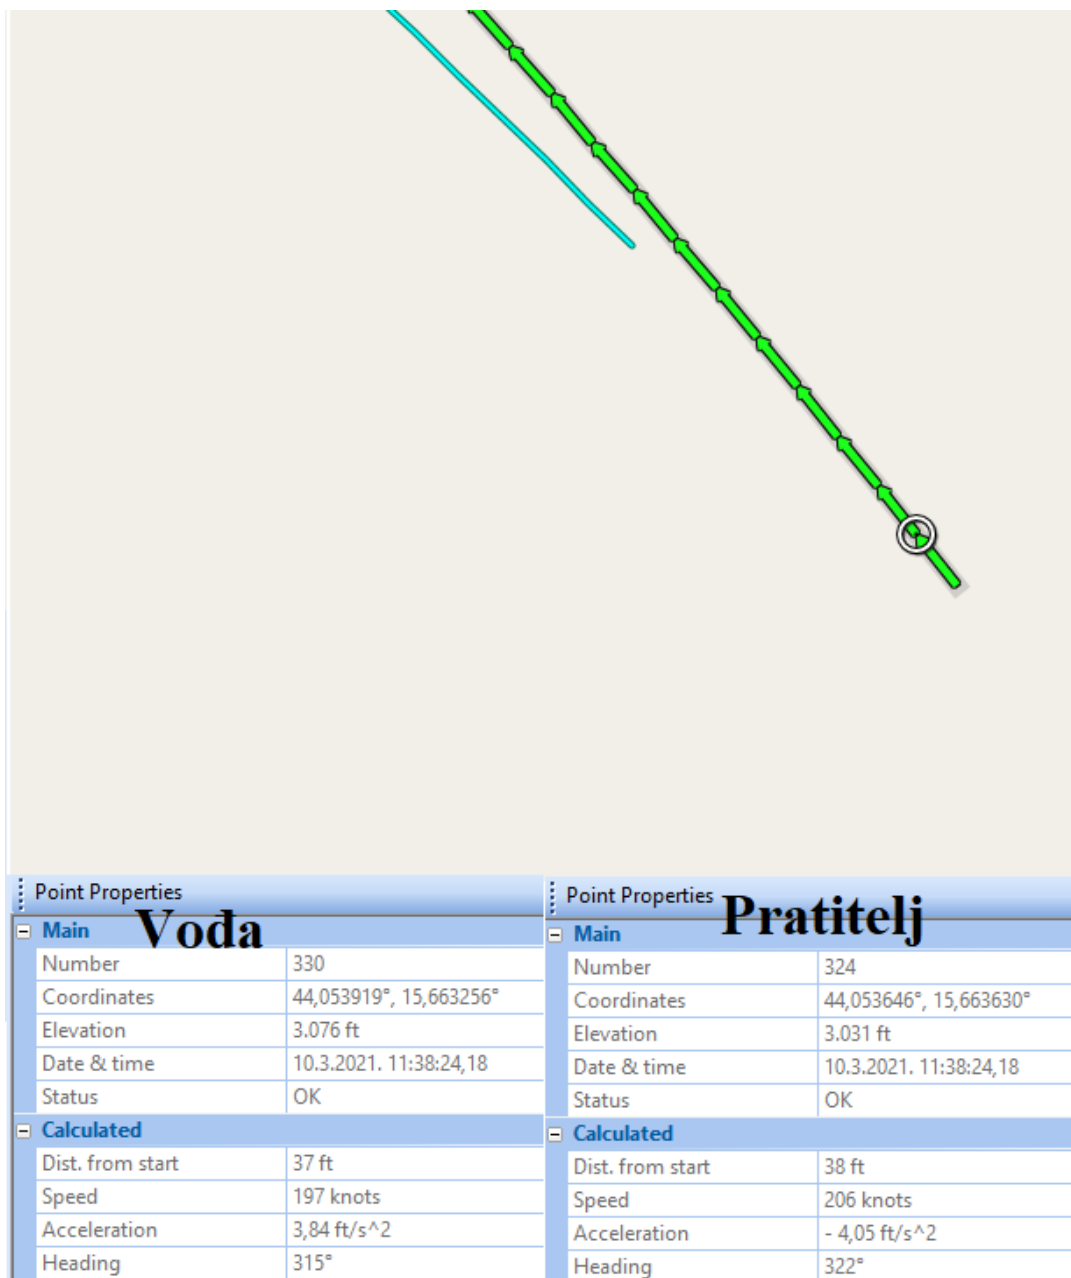 Point Properties
Voda
Main
Number 330
Coordinates 44,053919°, 15,663256°
Elevation 3.076 ft
Date & time 10.3.2021. 11:38:24,18
Status OK
Calculated
Dist. from start 37 ft
Speed 197 knots
Acceleration 3,84 ft/s^2
Heading 315°
Point Properties
Pratitelj
Main
Number 324
Coordinates 44,053646°, 15,663630°
Elevation 3.031 ft
Date & time 10.3.2021. 11:38:24,18
Status OK
Calculated
Dist. from start 38 ft
Speed 206 knots
Acceleration - 4,05 ft/s^2
Heading 322°